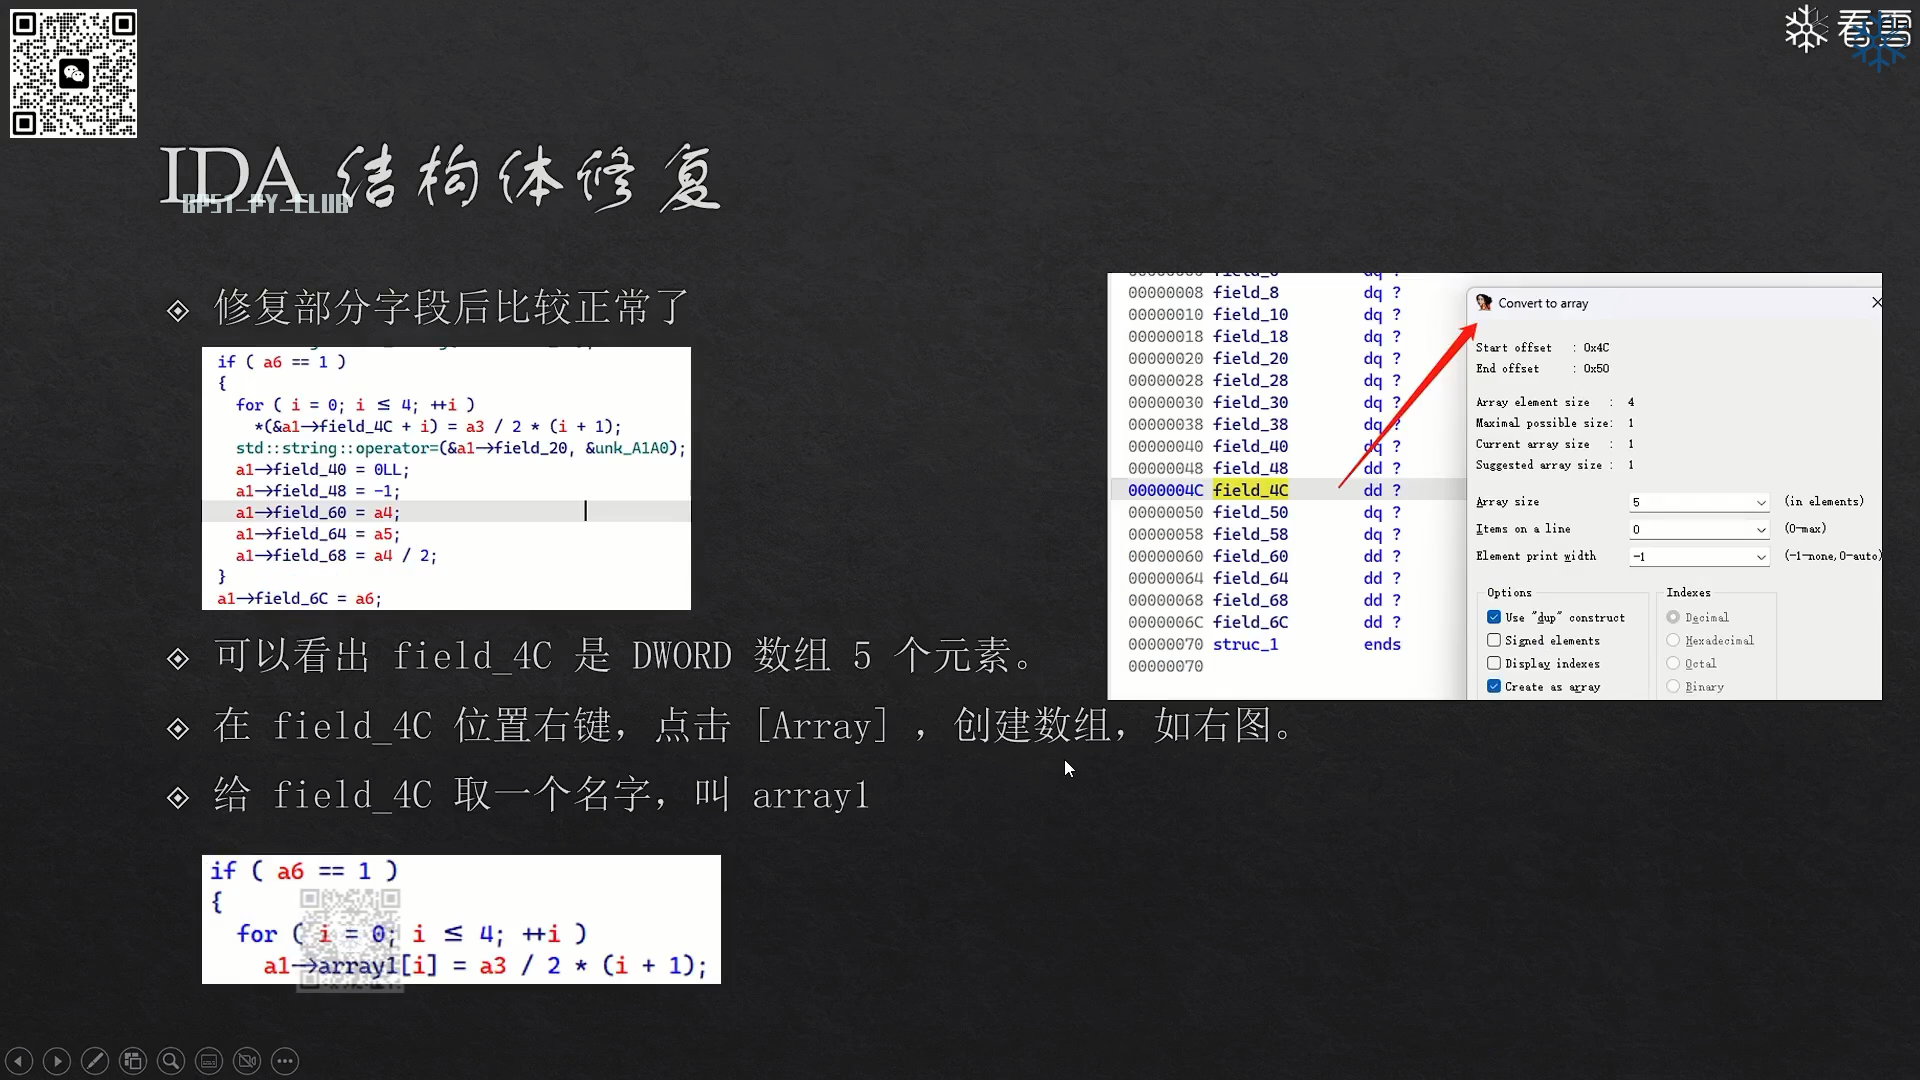 看雪
IDA 结构体修复
BPST_PY_CLUB
修复部分字段后比较正常了
if ( a6 == 1 )
{
for ( i = 0; i ≤ 4; ++i )
*(&a1→field_4C + i) = a3 / 2 * (i + 1);
std::string::operator=(&a1→field_20, &unk_A1A0);
a1→field_40 = 0LL;
a1→field_48 = -1;
a1→field_60 = a4;
a1→field_64 = a5;
a1→field_68 = a4 / 2;
}
a1→field_6C = a6;
可以看出 field_4C 是 DWORD 数组 5 个元素。
在 field_4C 位置右键，点击 [Array] ，创建数组，如右图。
给 field_4C 取一个名字，叫 array1
if ( a6 == 1 )
{
for ( i = 0; i ≤ 4; ++i )
a1→array1[i] = a3 / 2 * (i + 1);
00000008 field_8 dq ?
00000010 field_10 dq ?
00000018 field_18 dq ?
00000020 field_20 dq ?
00000028 field_28 dq ?
00000030 field_30 dq ?
00000038 field_38 dq ?
00000040 field_40 dq ?
00000048 field_48 dd ?
0000004C field_4C dd ?
00000050 field_50 dq ?
00000058 field_58 dq ?
00000060 field_60 dd ?
00000064 field_64 dd ?
00000068 field_68 dd ?
0000006C field_6C dd ?
00000070 struc_1 ends
00000070
Convert to array
Start offset : 0x4C
End offset : 0x50
Array element size : 4
Maximal possible size: 1
Current array size : 1
Suggested array size : 1
Array size 5 (in elements)
Items on a line 0 (0-max)
Element print width -1 (-1-none,0-auto)
Options
Use "dup" construct
Signed elements
Display indexes
Create as array
Indexes
Decimal
Hexadecimal
Octal
Binary